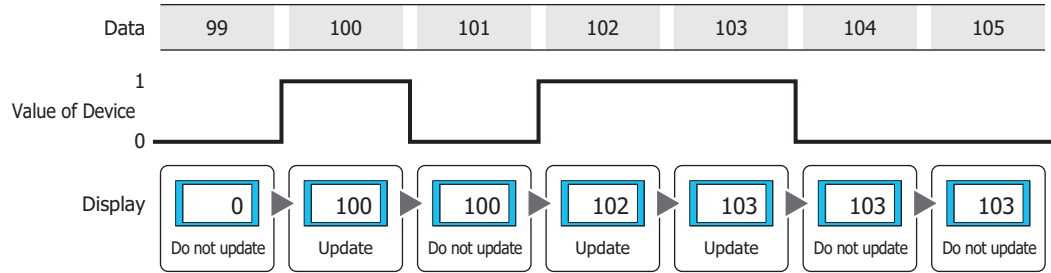 Data 99 100 101 102 103 104 105
1
Value of Device
0
Display 0 100 100 102 103 103 103
Do not update Update Do not update Update Update Do not update Do not update